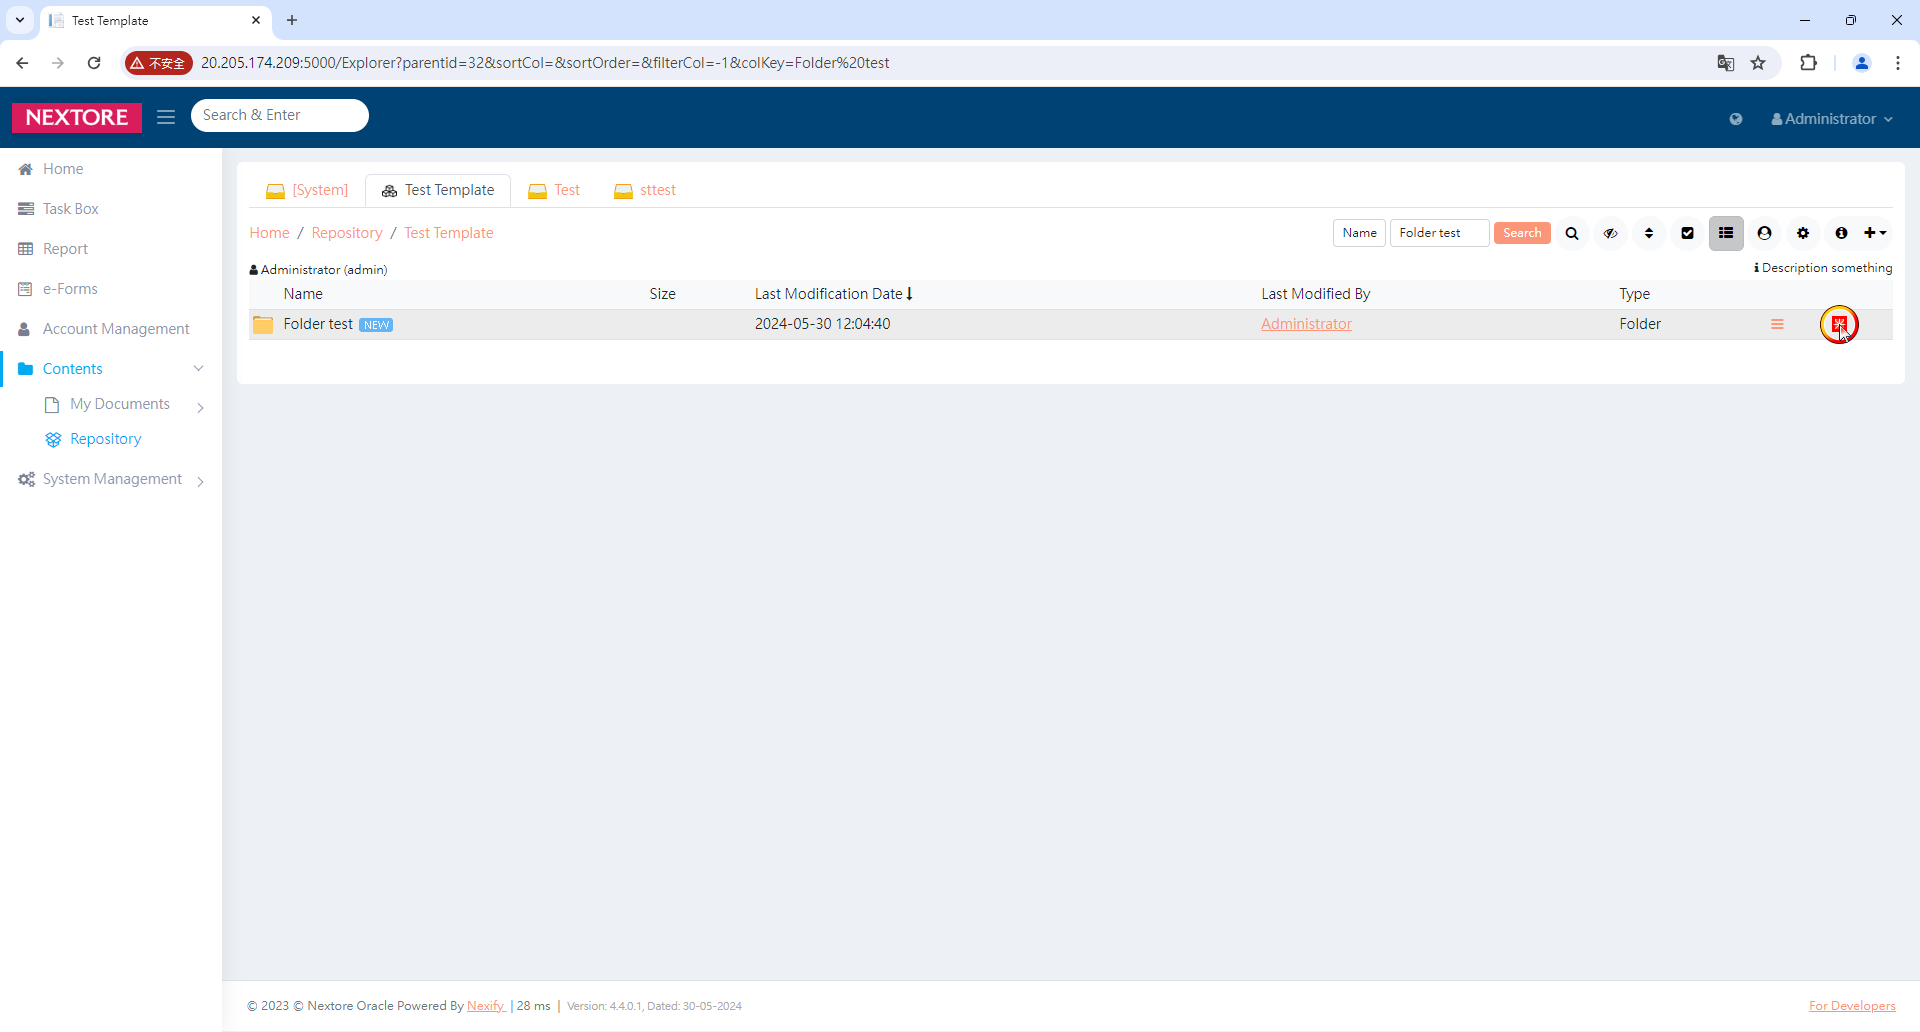 Test Template
不安全
20.205.174.209:5000/Explorer?parentid=32&sortCol=&sortOrder=&filterCol=-1&colKey=Folder%20test
NEXTORE
Search & Enter
Administrator
Home
Task Box
Report
e-Forms
Account Management
Contents
My Documents
Repository
System Management
[System]
Test Template
Test
sttest
Home / Repository / Test Template
Name
Folder test
Search
Administrator (admin)
Description something
Name Size Last Modification Date Last Modified By Type
Folder test NEW 2024-05-30 12:04:40 Administrator Folder
© 2023 © Nextore Oracle Powered By Nexify | 28 ms | Version: 4.4.0.1, Dated: 30-05-2024
For Developers